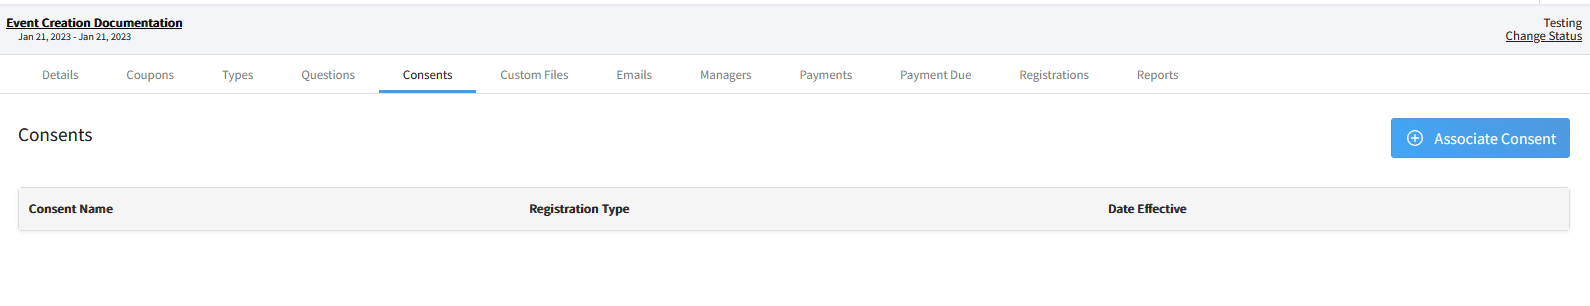 Event Creation Documentation
Jan 21, 2023 - Jan 21, 2023
Testing
Change Status
Details Coupons Types Questions Consents Custom Files Emails Managers Payments Payment Due Registrations Reports
Consents
Associate Consent
Consent Name Registration Type Date Effective